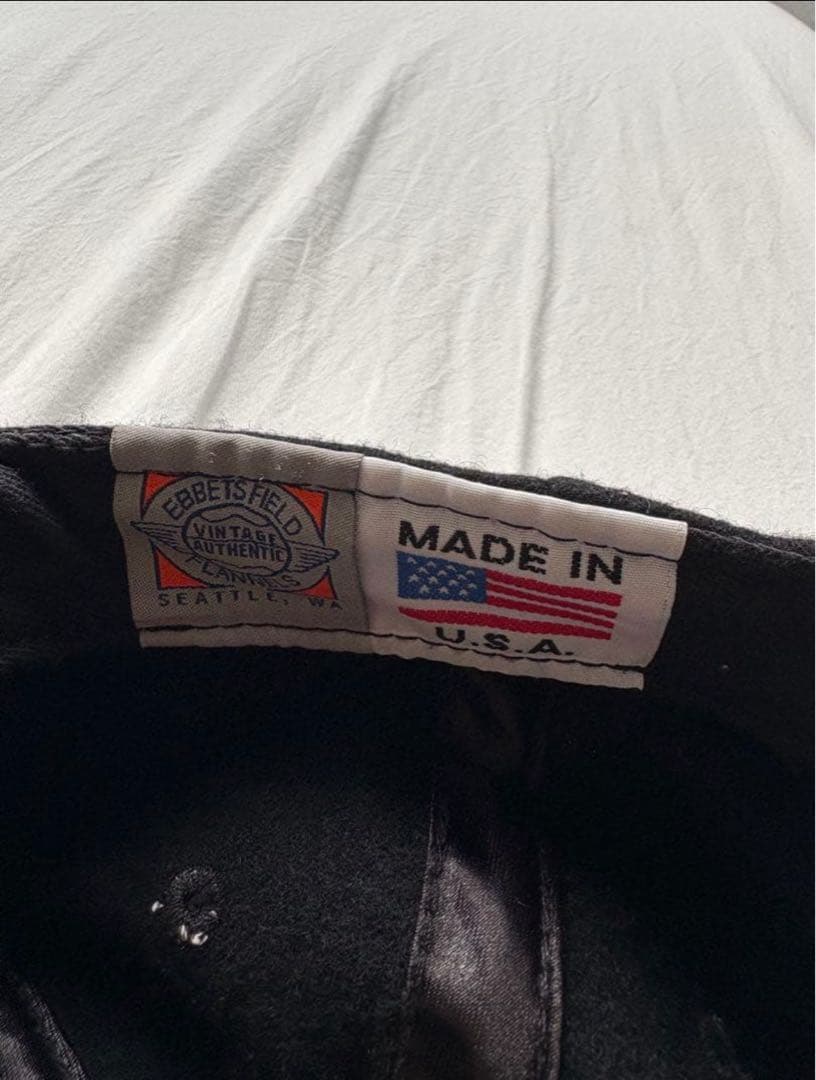 EBBETS FIELD
VINTAGE
AUTHENTIC
FLANNELS
SEATTLE, WA
MADE IN
U.S.A.